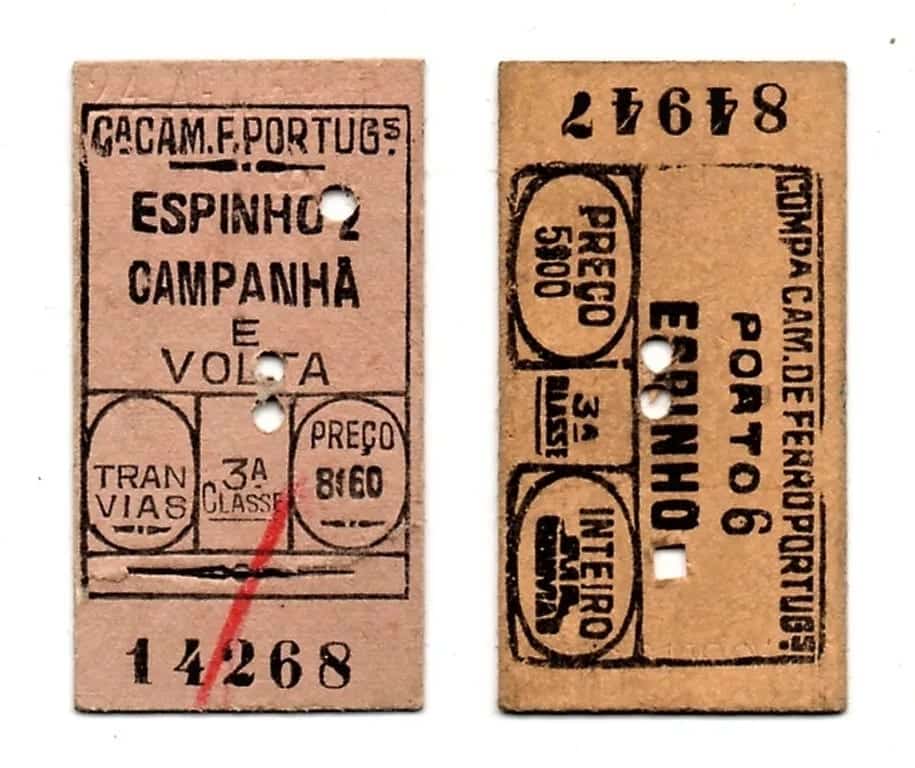 CA CAM. F. PORTUGS.
ESPINHO 2
CAMPANHÃ
E
VOLTA
TRAN
VIAS
3A
CLASSE
PREÇO
8$60
14268
84947
COMPA CAM. DE FERRO PORTUGS.
PORTO 6
ESPINHO
PREÇO
5$00
3A
CLASSE
INTEIRO